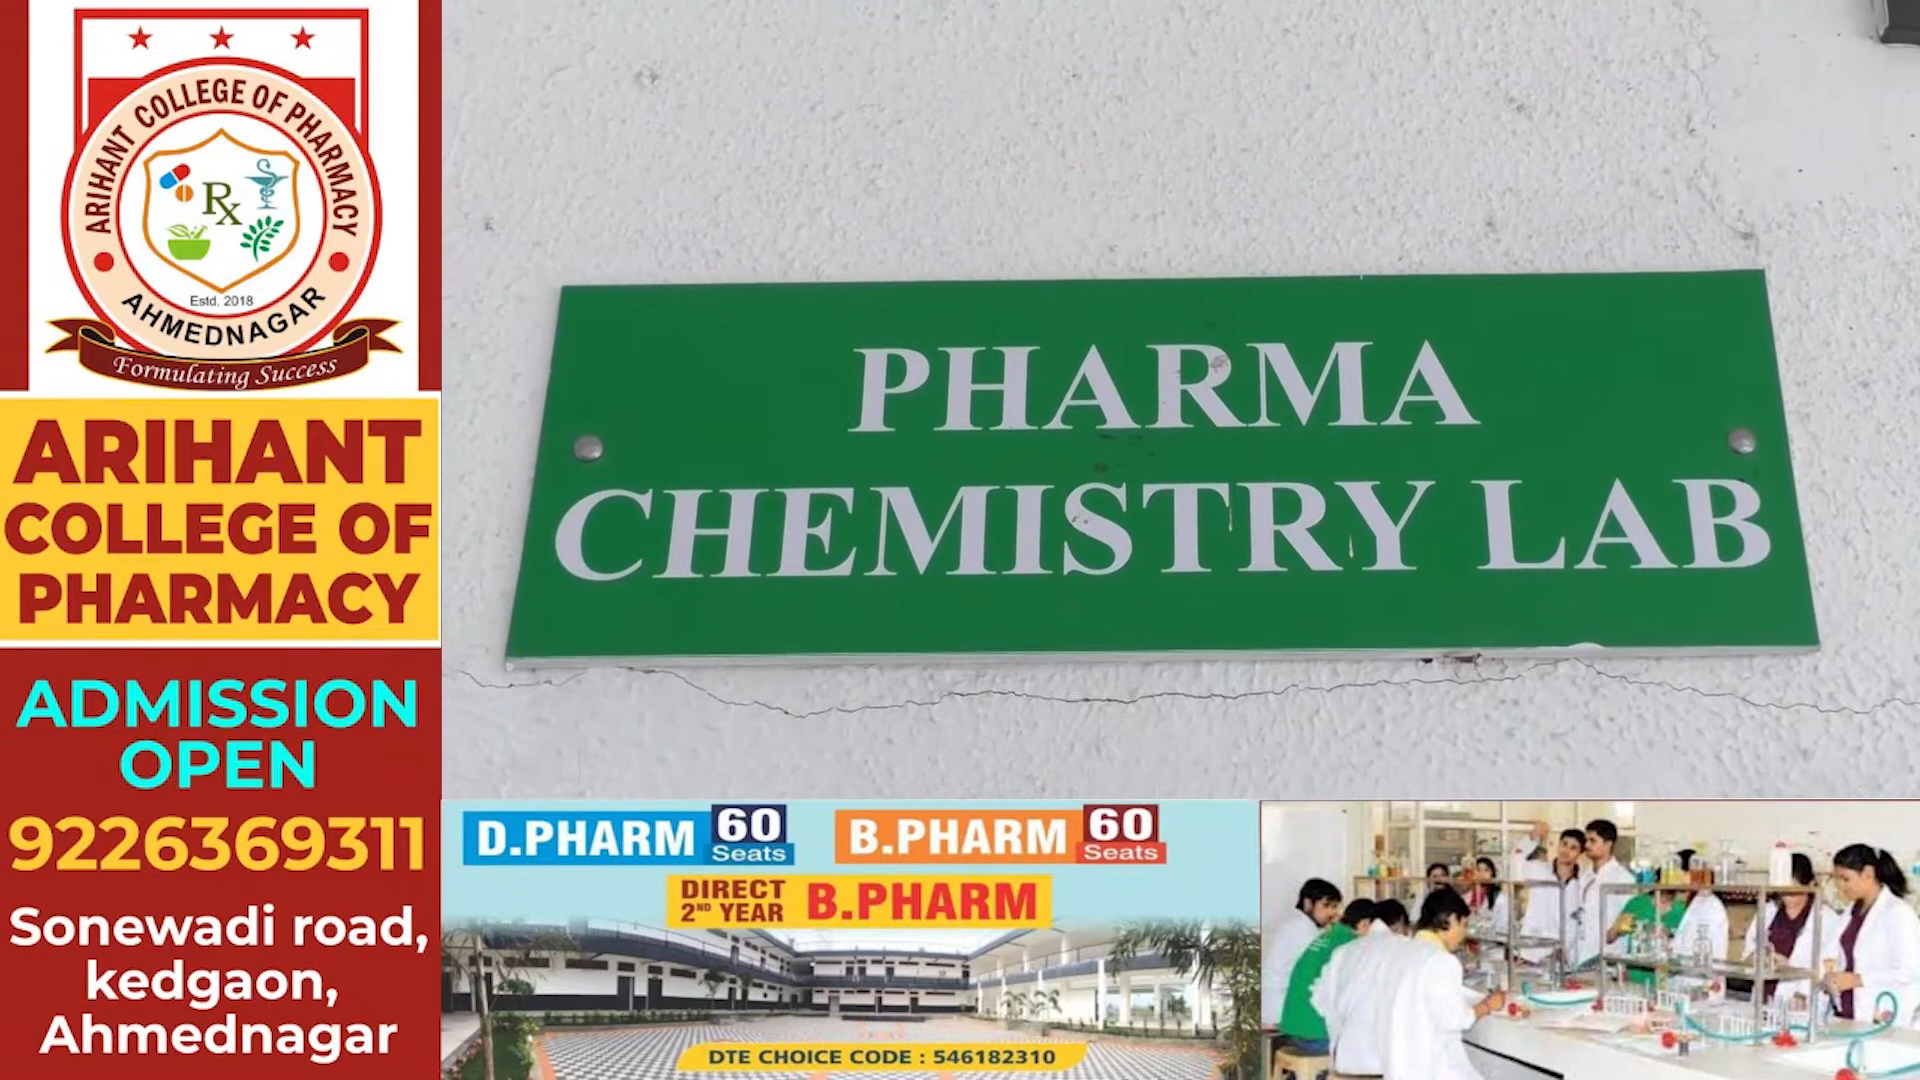 ARIHANT COLLEGE OF PHARMACY
Rx
Estd. 2018
AHMEDNAGAR
Formulating Success
ARIHANT
COLLEGE OF
PHARMACY
ADMISSION
OPEN
9226369311
Sonewadi road,
kedgaon,
Ahmednagar
PHARMA
CHEMISTRY LAB
D.PHARM 60 Seats
B.PHARM 60 Seats
DIRECT 2ND YEAR B.PHARM
DTE CHOICE CODE : 546182310